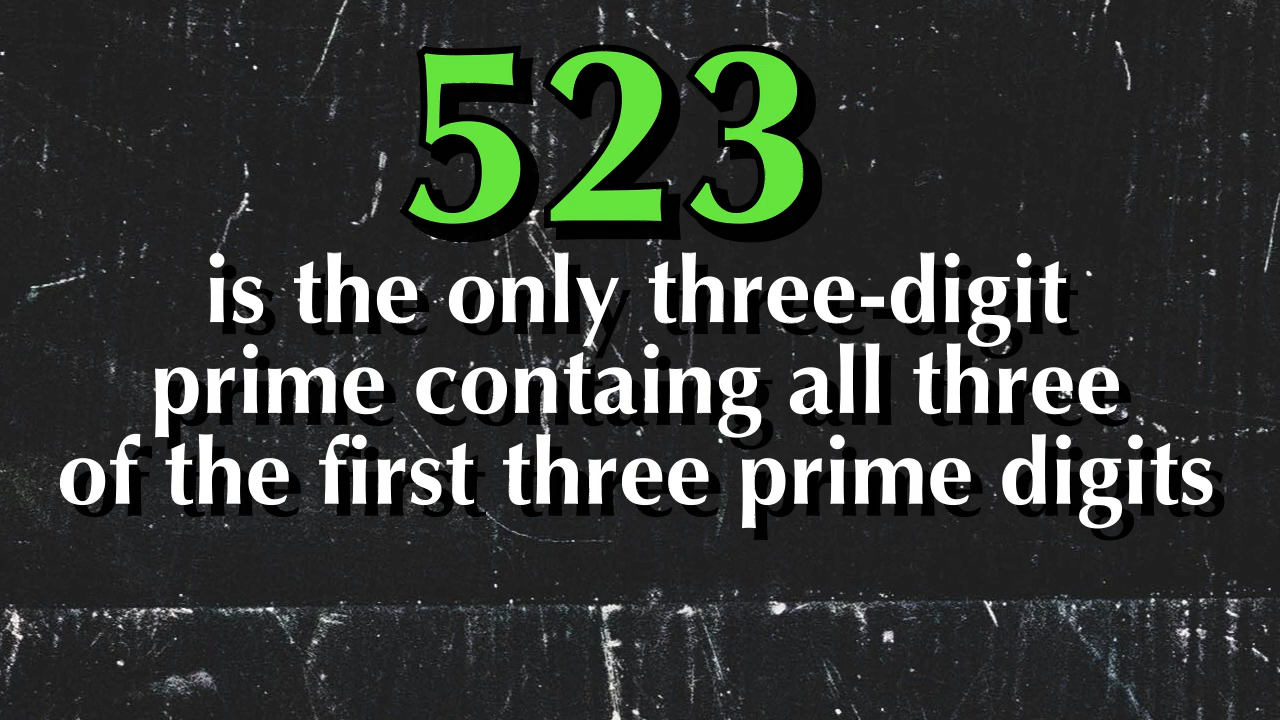 523
is the only three-digit
prime containg all three
of the first three prime digits